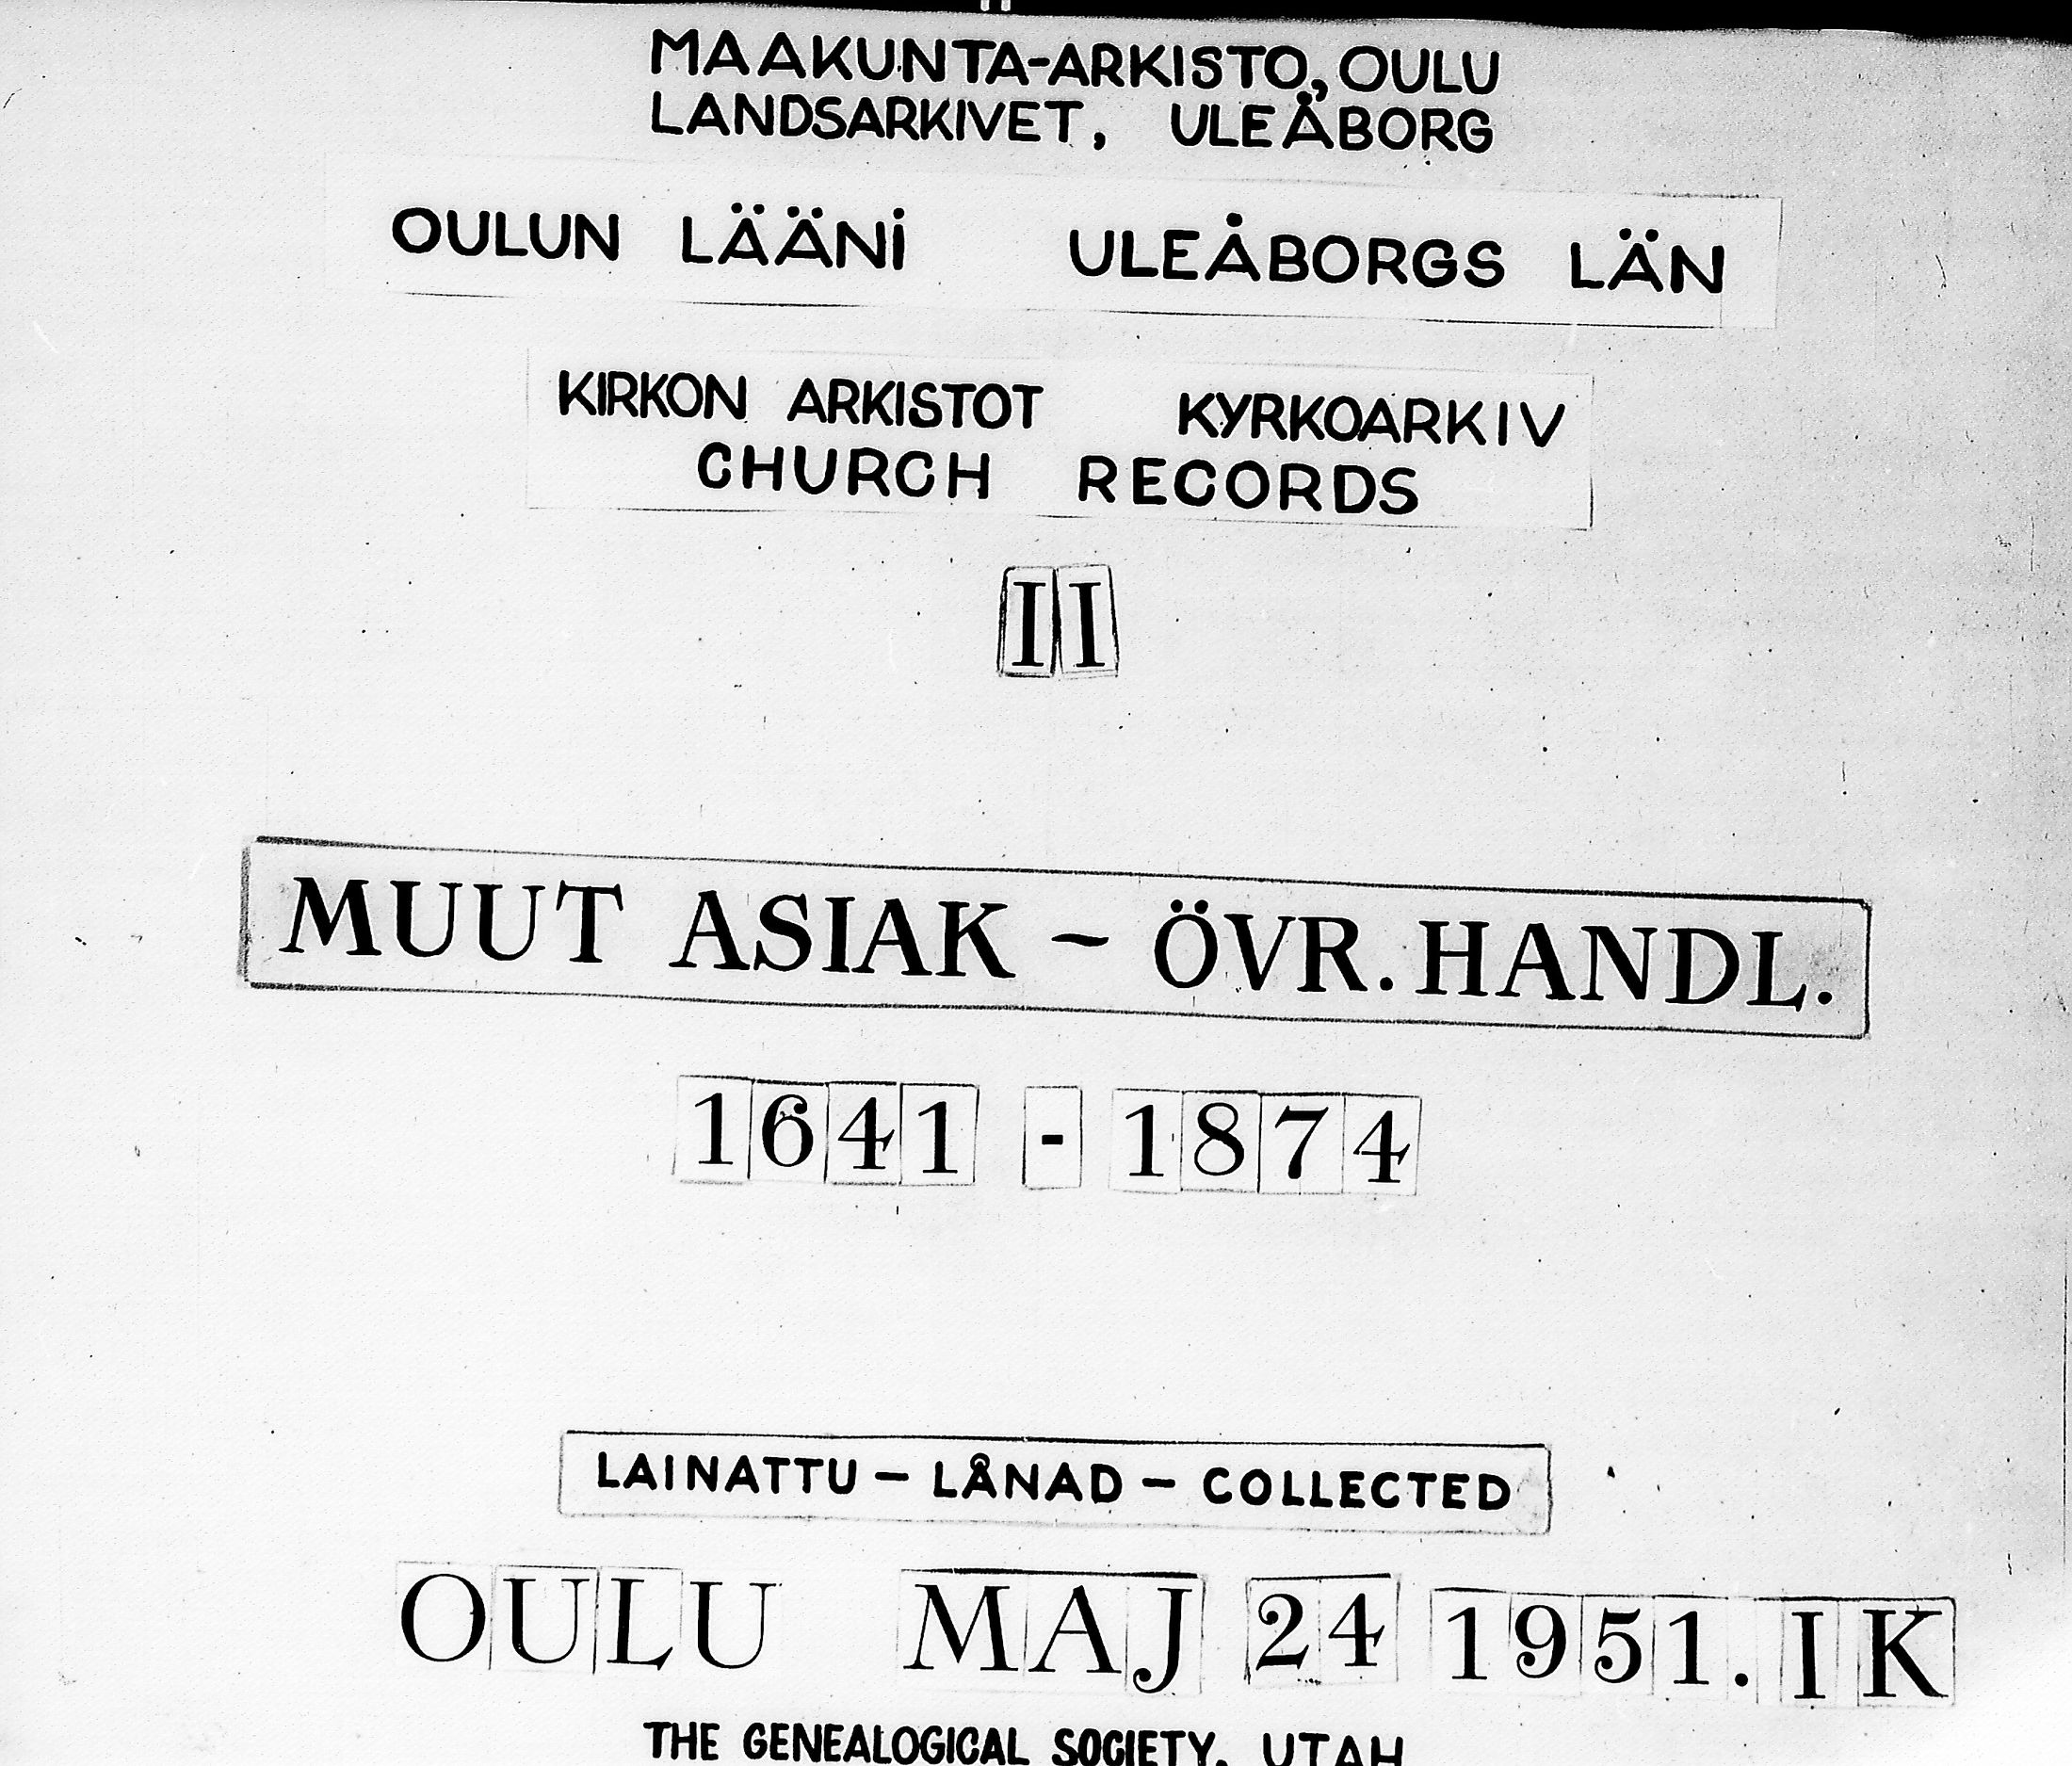 MAAKUNTA-ARKISTO, OULU
LANDSARKIVET, ULEÅBORG
OULUN LÄÄNI ULEÅBORGS LÄN
KIRKON ARKISTOT KYRKOARKIV
CHURCH RECORDS
II
MUUT ASIAK - ÖVR. HANDL.
1641 - 1874
LAINATTU - LÅNAD - COLLECTED
OULU MAJ 24 1951. IK
THE GENEALOGICAL SOCIETY, UTAH